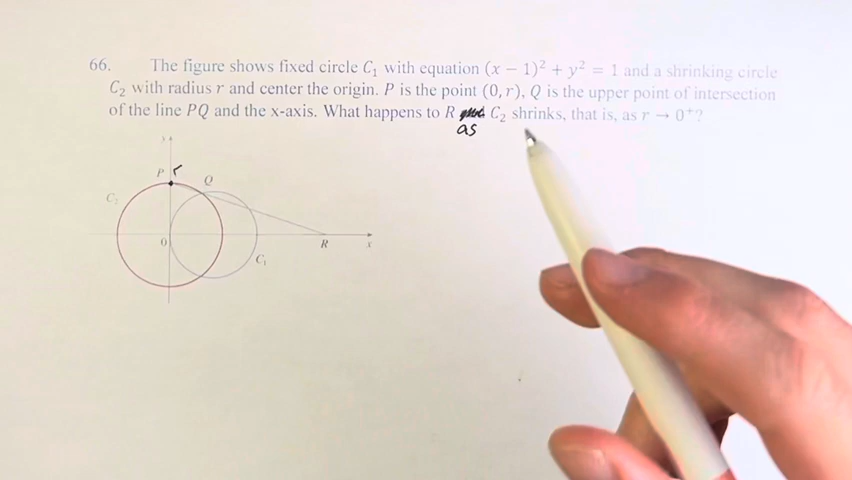 66. The figure shows fixed circle C₁ with equation (x − 1)² + y² = 1 and a shrinking circle
C₂ with radius r and center the origin. P is the point (0, r), Q is the upper point of intersection
of the line PQ and the x-axis. What happens to R C₂ shrinks, that is, as r → 0⁺?
as
P r
Q
C₂
0
R
x
C₁